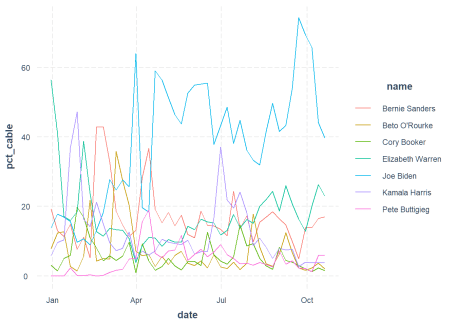 name
Bernie Sanders
Beto O'Rourke
Cory Booker
Elizabeth Warren
Joe Biden
Kamala Harris
Pete Buttigieg
pct_cable
60
40
20
0
Jan
Apr
Jul
Oct
date